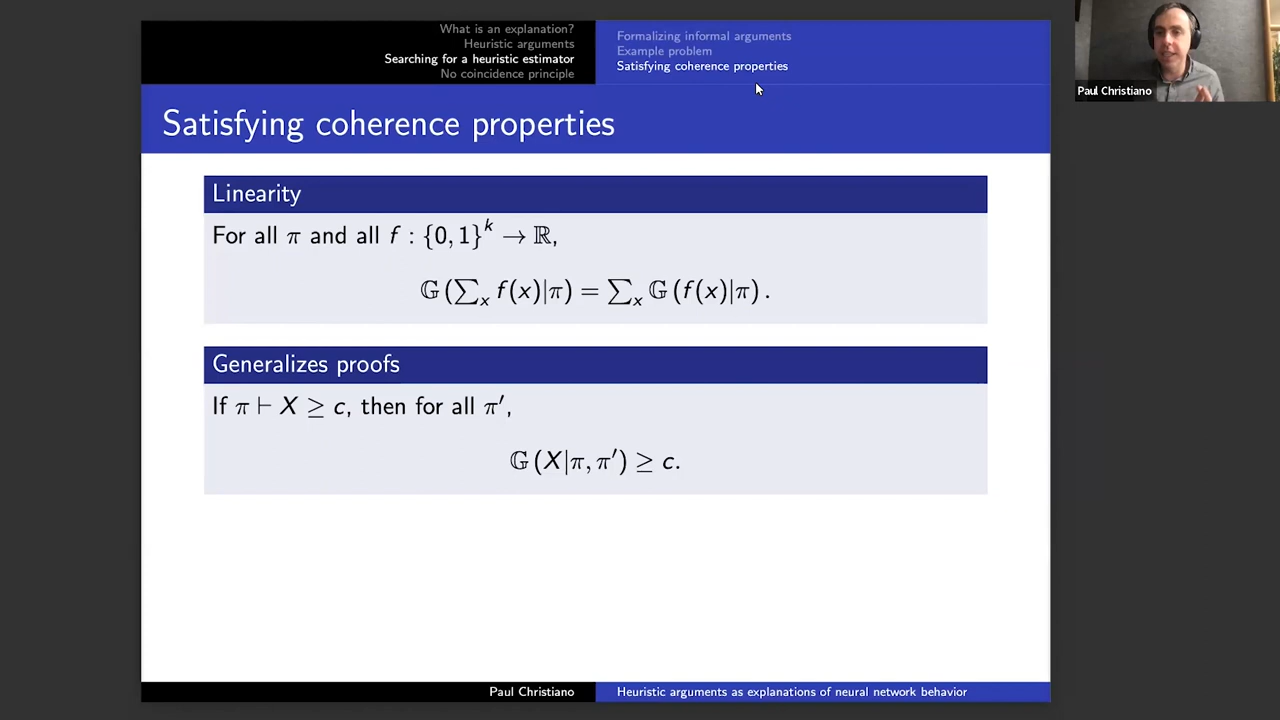 What is an explanation?
Heuristic arguments
Searching for a heuristic estimator
No coincidence principle
Formalizing informal arguments
Example problem
Satisfying coherence properties
Paul Christiano
Satisfying coherence properties
Linearity
For all π and all f : {0, 1}^k → ℝ,
𝔾 (∑_x f(x)|π) = ∑_x 𝔾 (f(x)|π) .
Generalizes proofs
If π ⊢ X ≥ c, then for all π′,
𝔾 (X|π, π′) ≥ c.
Paul Christiano
Heuristic arguments as explanations of neural network behavior